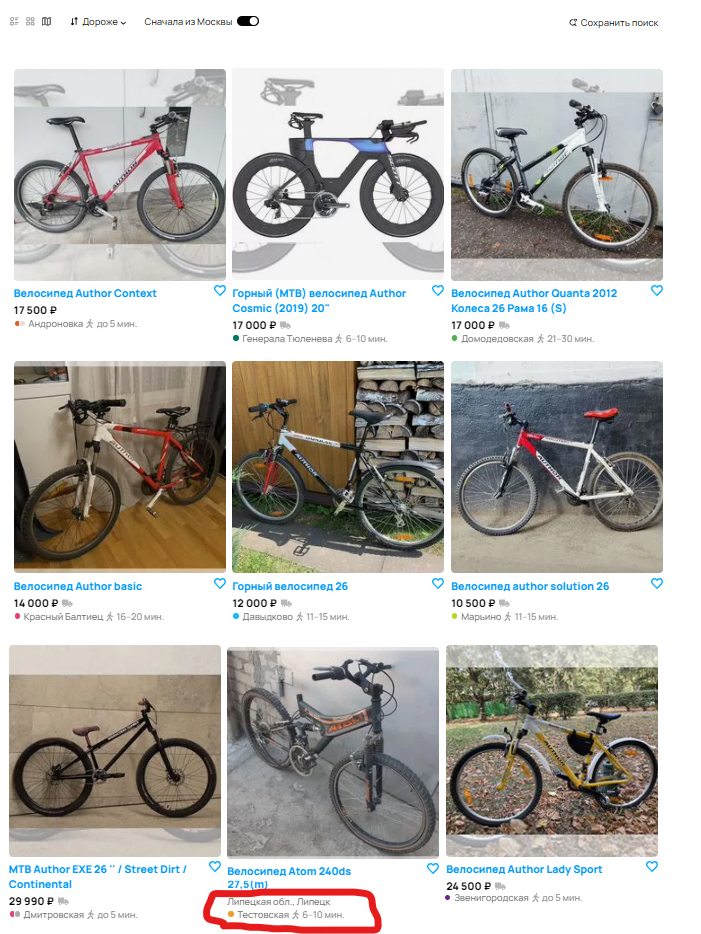 Дороже
Сначала из Москвы
Сохранить поиск
Велосипед Author Context
17 500 ₽
Андроновка до 5 мин.
Горный (МТВ) велосипед Author
Cosmic (2019) 20"
17 000 ₽
Генерала Тюленева 6–10 мин.
Велосипед Author Quanta 2012
Колеса 26 Рама 16 (S)
17 000 ₽
Домодедовская 21–30 мин.
Велосипед Author basic
14 000 ₽
Красный Балтиец 16–20 мин.
Горный велосипед 26
12 000 ₽
Давыдково 11–15 мин.
Велосипед author solution 26
10 500 ₽
Марьино 11–15 мин.
MTB Author EXE 26 '' / Street Dirt /
Continental
29 990 ₽
Дмитровская до 5 мин.
Велосипед Atom 240ds
27,5(m)
Липецкая обл., Липецк
Тестовская 6–10 мин.
Велосипед Author Lady Sport
24 500 ₽
Звенигородская до 5 мин.